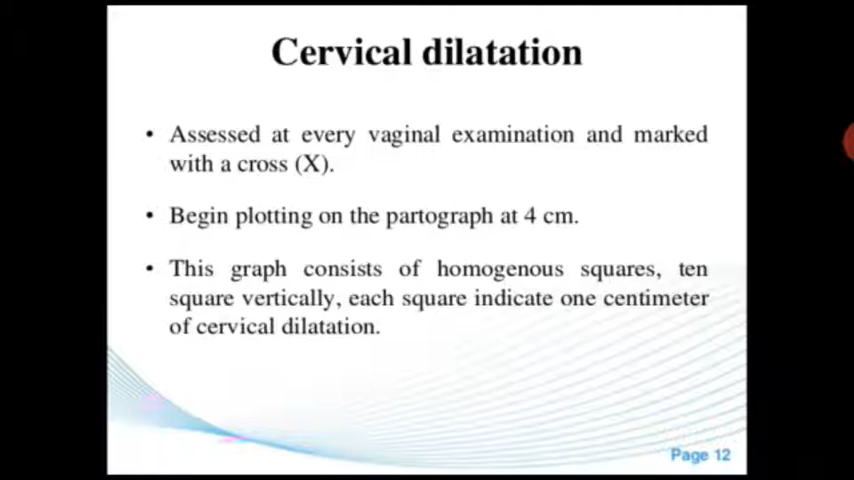 Cervical dilatation
• Assessed at every vaginal examination and marked
with a cross (X).
• Begin plotting on the partograph at 4 cm.
• This graph consists of homogenous squares, ten
square vertically, each square indicate one centimeter
of cervical dilatation.
Page 12